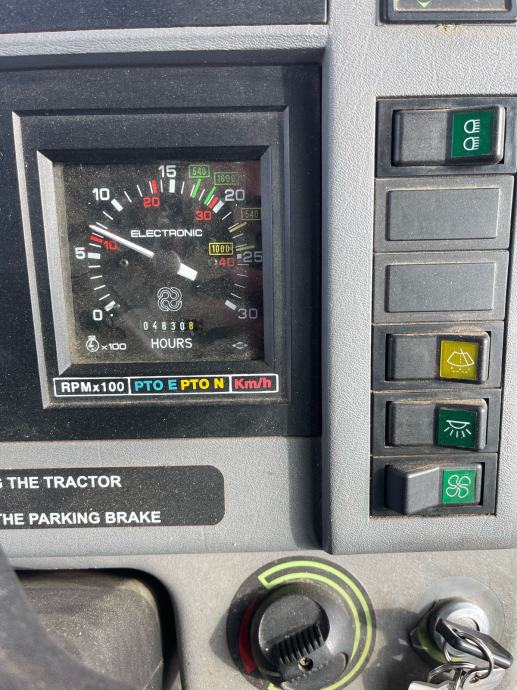 15
540
1000
10
20
20
30
540
ELECTRONIC
10
1000
5
40
25
0
30
048308
x100
HOURS
RPMx100 PTO E PTO N Km/h
G THE TRACTOR
THE PARKING BRAKE